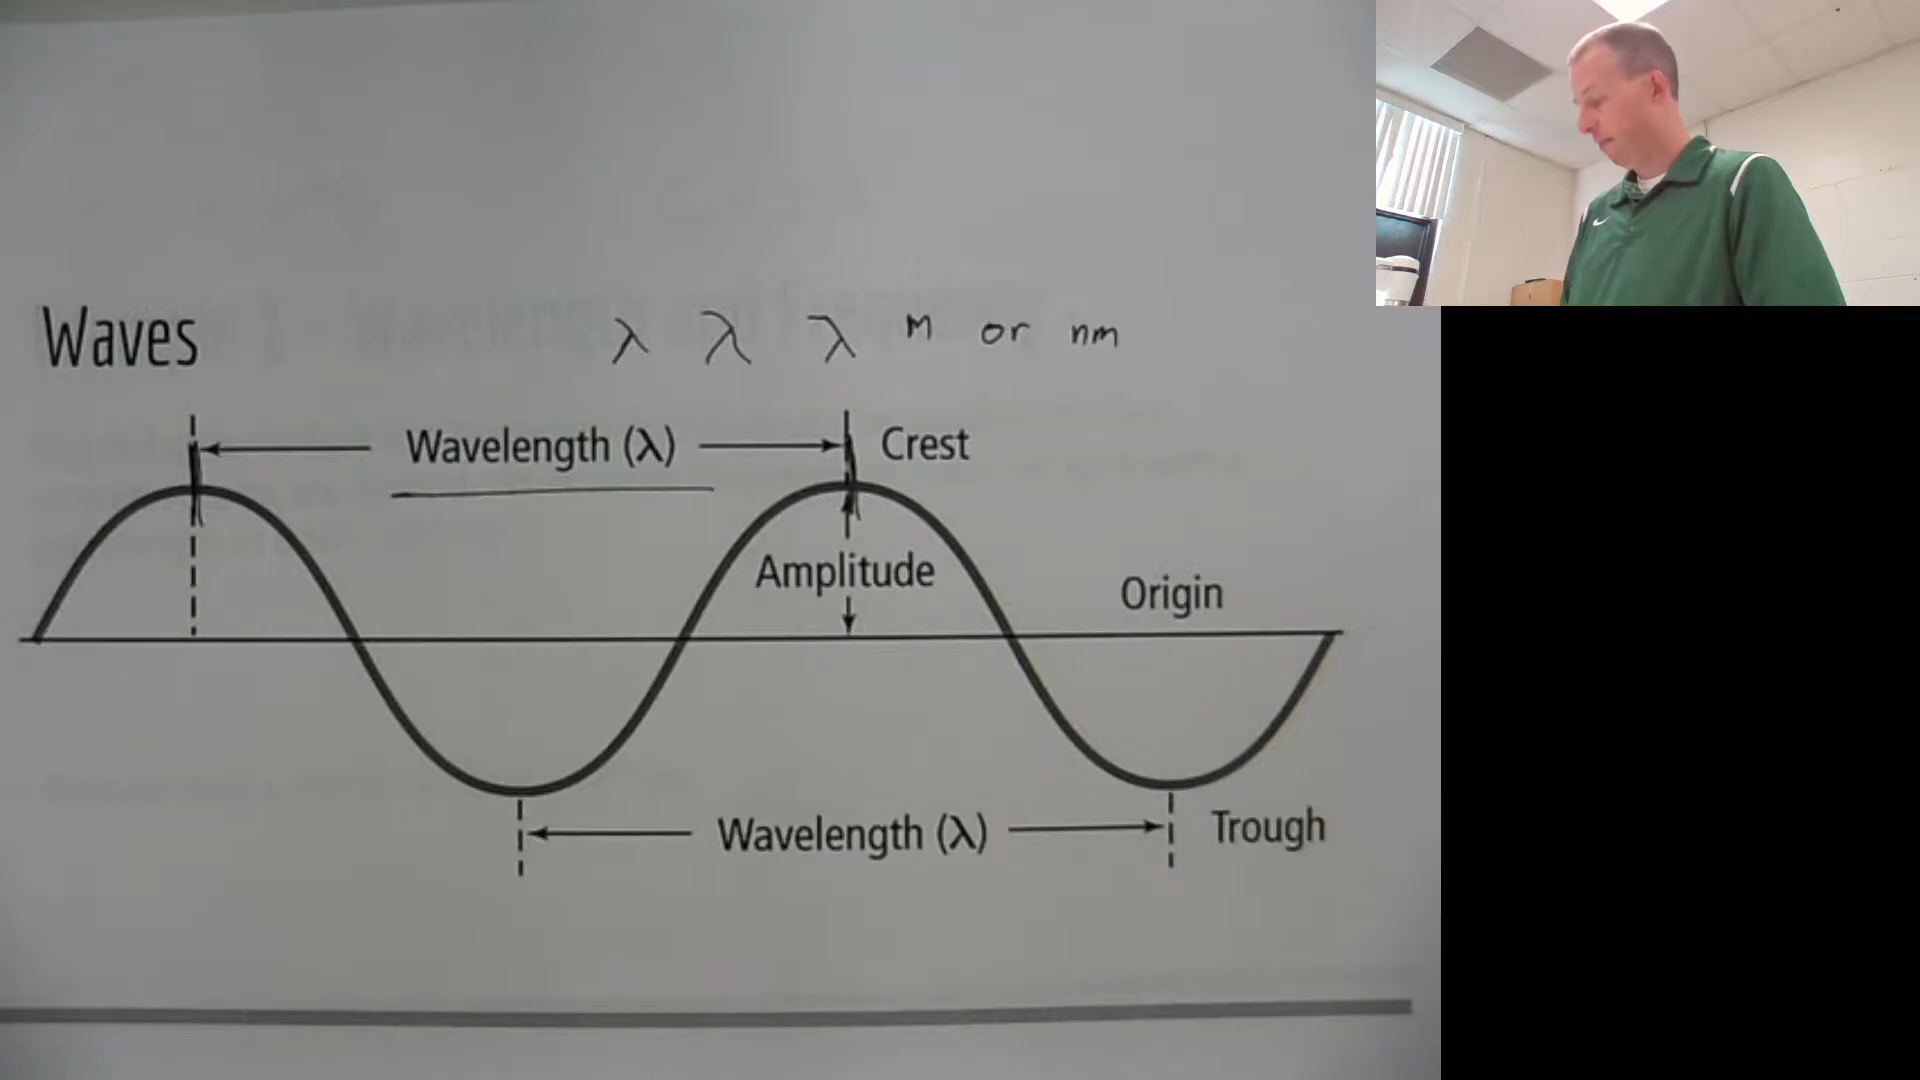 Waves
λ λ λ m or nm
Wavelength (λ)
Crest
Amplitude
Origin
Wavelength (λ)
Trough